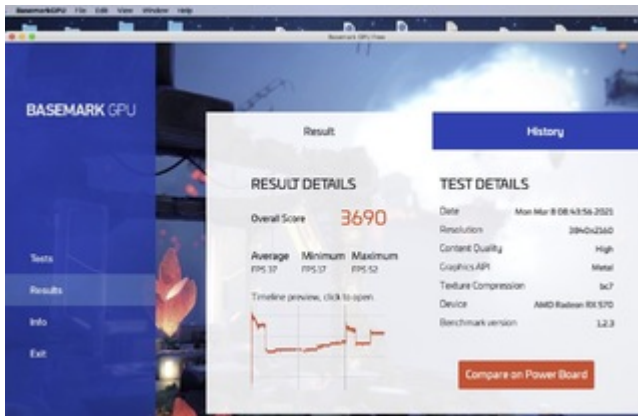 BasemarkGPU File Edit View Window Help
Basemark GPU Free
BASEMARK GPU
Tests
Results
Info
Exit
Result
History
RESULT DETAILS
Overall Score 3690
Average Minimum Maximum
FPS 37 FPS 17 FPS 52
Timeline preview, click to open.
TEST DETAILS
Date Mon Mar 8 08:43:56 2021
Resolution 3840x2160
Content Quality High
Graphics API Metal
Texture Compression bc7
Device AMD Radeon RX 570
Benchmark version 1.2.3
Compare on Power Board